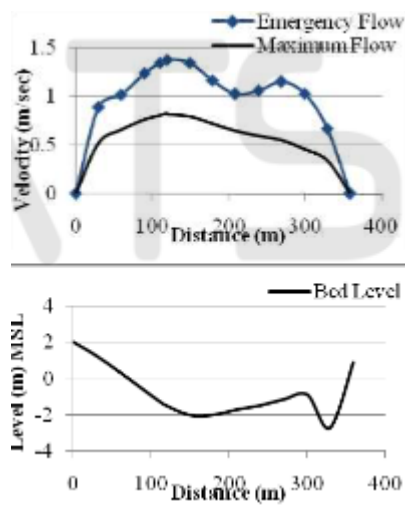 Emergency Flow
Maximum Flow
Velocity (m/sec)
1.5
1
0.5
0
0 100 200 300 400
Distance (m)
Bed Level
Level (m) MSL
4
2
0
-2
-4
0 100 200 300 400
Distance (m)